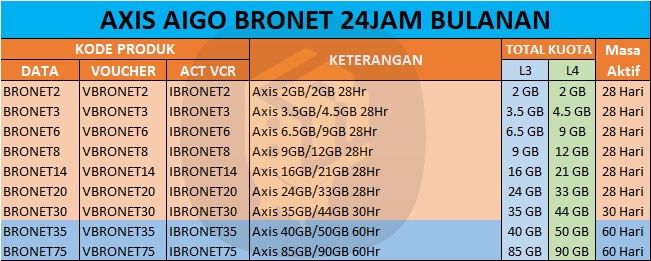 AXIS AIGO BRONET 24JAM BULANAN
KODE PRODUK KETERANGAN TOTAL KUOTA Masa Aktif
DATA VOUCHER ACT VCR L3 L4
BRONET2 VBRONET2 IBRONET2 Axis 2GB/2GB 28Hr 2 GB 2 GB 28 Hari
BRONET3 VBRONET3 IBRONET3 Axis 3.5GB/4.5GB 28Hr 3.5 GB 4.5 GB 28 Hari
BRONET6 VBRONET6 IBRONET6 Axis 6.5GB/9GB 28Hr 6.5 GB 9 GB 28 Hari
BRONET8 VBRONET8 IBRONET8 Axis 9GB/12GB 28Hr 9 GB 12 GB 28 Hari
BRONET14 VBRONET14 IBRONET14 Axis 16GB/21GB 28Hr 16 GB 21 GB 28 Hari
BRONET20 VBRONET20 IBRONET20 Axis 24GB/33GB 28Hr 24 GB 33 GB 28 Hari
BRONET30 VBRONET30 IBRONET30 Axis 35GB/44GB 30Hr 35 GB 44 GB 30 Hari
BRONET35 VBRONET35 IBRONET35 Axis 40GB/50GB 60Hr 40 GB 50 GB 60 Hari
BRONET75 VBRONET75 IBRONET75 Axis 85GB/90GB 60Hr 85 GB 90 GB 60 Hari